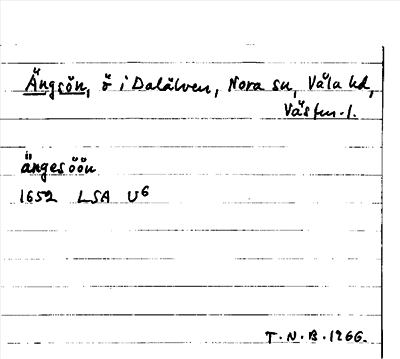 Ängsön, ö i Dalälven, Nora sn, Våla hd,
Västm. l.
ängesöön
1652 LSA U6
T.N.B. 1266.